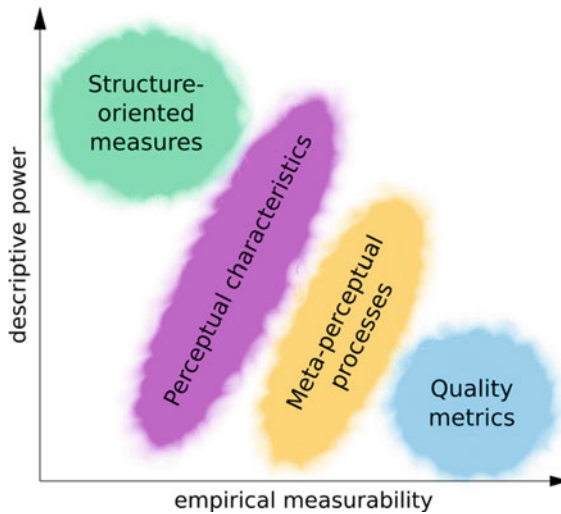 Structure-
oriented
measures
Perceptual characteristics
Meta-perceptual
processes
Quality
metrics
descriptive power
empirical measurability